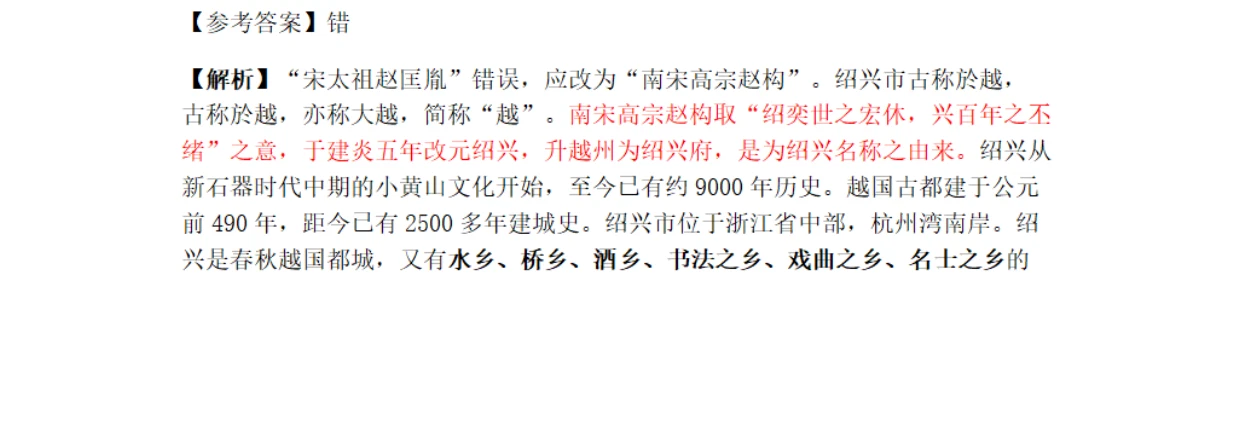 【参考答案】错
【解析】“宋太祖赵匡胤”错误，应改为“南宋高宗赵构”。绍兴市古称於越，
古称於越，亦称大越，简称“越”。南宋高宗赵构取“绍奕世之宏休，兴百年之丕
绪”之意，于建炎五年改元绍兴，升越州为绍兴府，是为绍兴名称之由来。绍兴从
新石器时代中期的小黄山文化开始，至今已有约 9000 年历史。越国古都建于公元
前 490 年，距今已有 2500 多年建城史。绍兴市位于浙江省中部，杭州湾南岸。绍
兴是春秋越国都城，又有水乡、桥乡、酒乡、书法之乡、戏曲之乡、名士之乡的